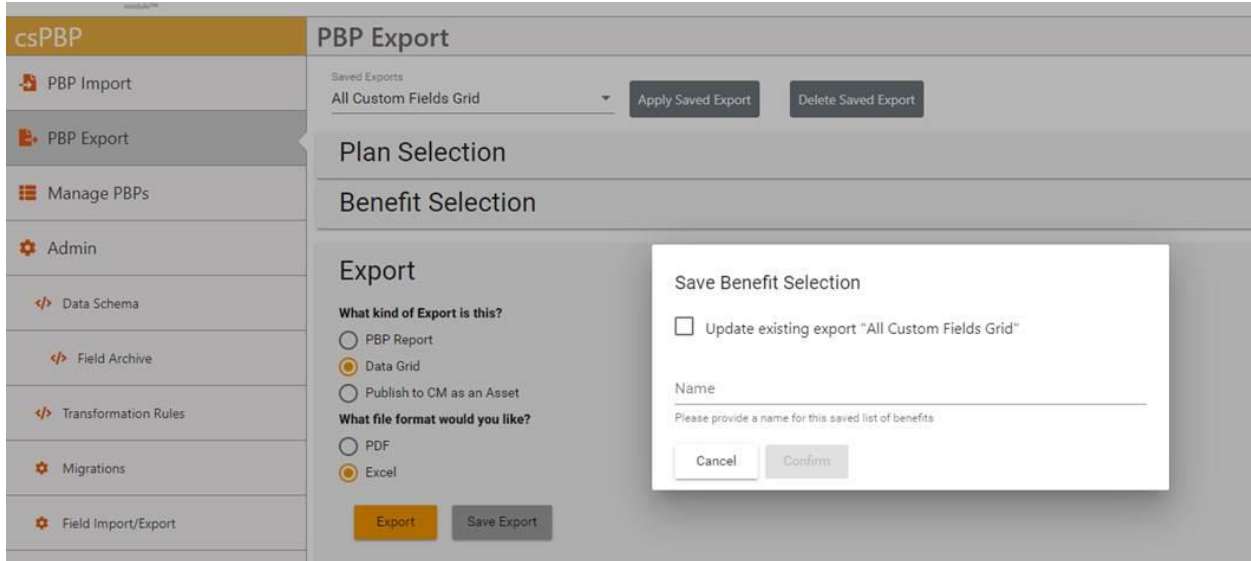 module™
csPBP
PBP Export
PBP Import
Saved Exports
All Custom Fields Grid
Apply Saved Export
Delete Saved Export
PBP Export
Plan Selection
Manage PBPs
Benefit Selection
Admin
Export
Save Benefit Selection
What kind of Export is this?
Update existing export "All Custom Fields Grid"
Data Schema
PBP Report
Field Archive
Data Grid
Publish to CM as an Asset
Name
Transformation Rules
What file format would you like?
Please provide a name for this saved list of benefits
PDF
Cancel
Confirm
Migrations
Excel
Field Import/Export
Export
Save Export